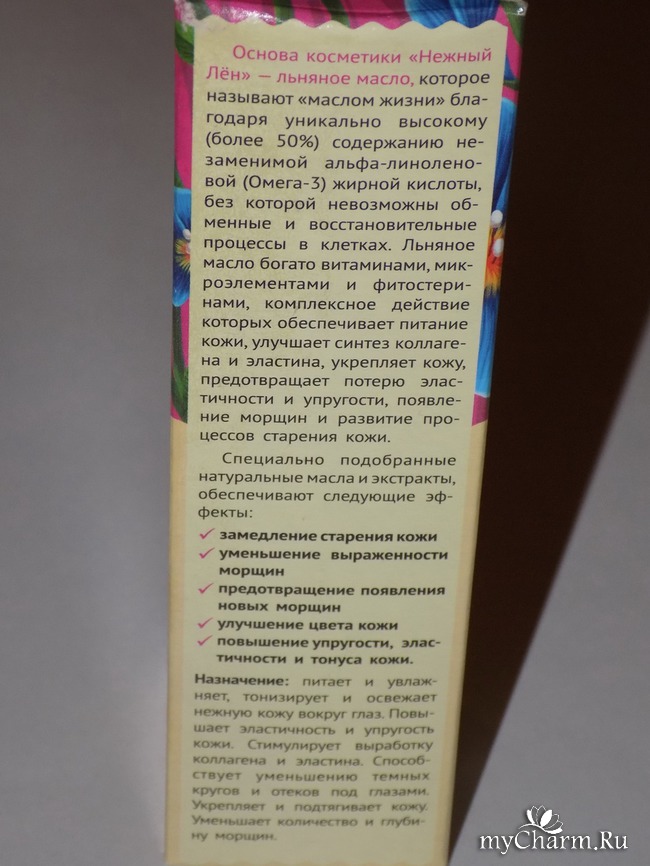 Основа косметики «Нежный
Лён» — льняное масло, которое
называют «маслом жизни» бла-
годаря уникально высокому
(более 50%) содержанию не-
заменимой альфа-линолено-
вой (Омега-3) жирной кислоты,
без которой невозможны об-
менные и восстановительные
процессы в клетках. Льняное
масло богато витаминами, мик-
роэлементами и фитостери-
нами, комплексное действие
которых обеспечивает питание
кожи, улучшает синтез коллаге-
на и эластина, укрепляет кожу,
предотвращает потерю элас-
тичности и упругости, появле-
ние морщин и развитие про-
цессов старения кожи.
Специально подобранные
натуральные масла и экстракты,
обеспечивают следующие эф-
фекты:
✓ замедление старения кожи
✓ уменьшение выраженности
морщин
✓ предотвращение появления
новых морщин
✓ улучшение цвета кожи
✓ повышение упругости, элас-
тичности и тонуса кожи.
Назначение: питает и увлаж-
няет, тонизирует и освежает
нежную кожу вокруг глаз. Повы-
шает эластичность и упругость
кожи. Стимулирует выработку
коллагена и эластина. Способ-
ствует уменьшению темных
кругов и отеков под глазами.
Укрепляет и подтягивает кожу.
Уменьшает количество и глуби-
ну морщин.
myCharm.Ru